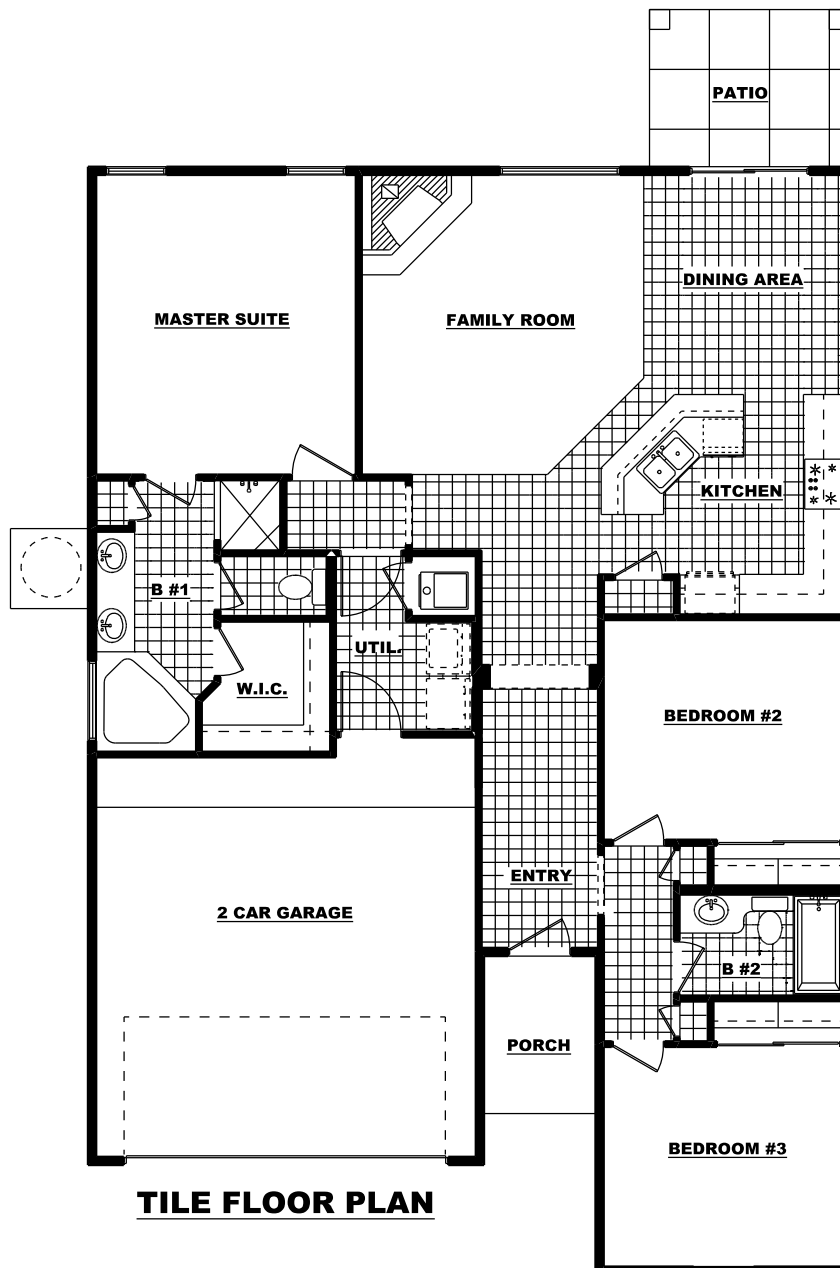 PATIO
DINING AREA
MASTER SUITE
FAMILY ROOM
KITCHEN
B #1
UTIL.
W.I.C.
BEDROOM #2
ENTRY
2 CAR GARAGE
B #2
PORCH
BEDROOM #3
TILE FLOOR PLAN